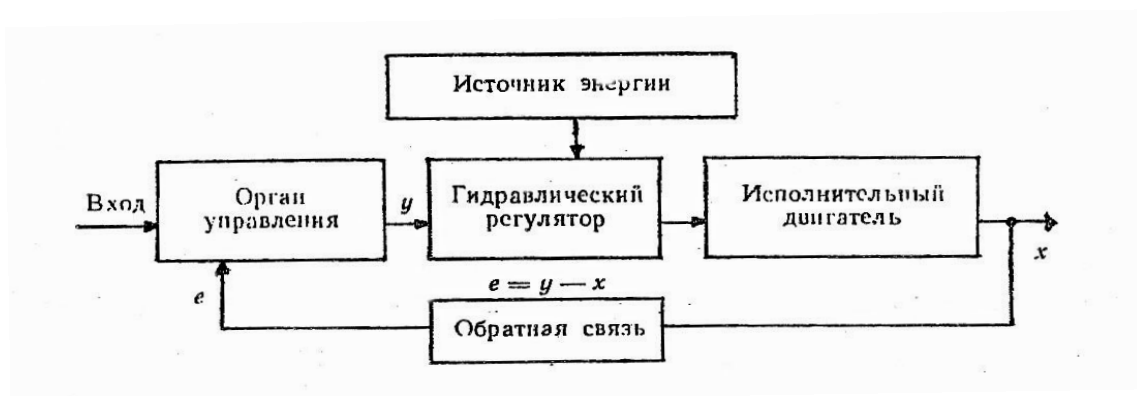 Источник энергии
Вход
Орган
управления
y
Гидравлический
регулятор
Исполнительный
двигатель
x
e
e = y — x
Обратная связь